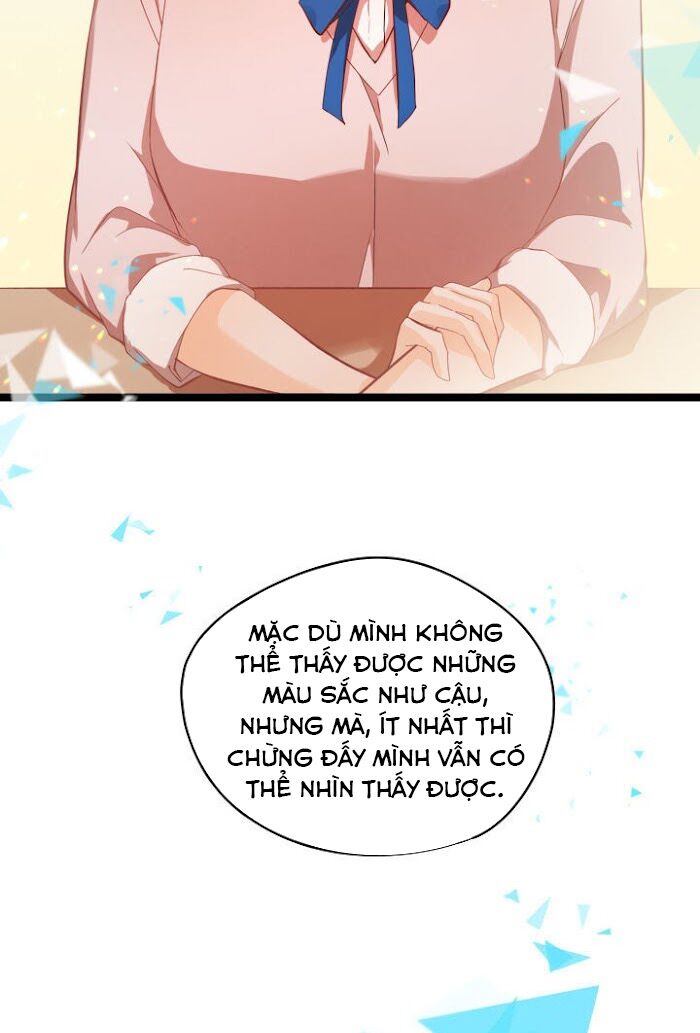 MẶC DÙ MÌNH KHÔNG
THỂ THẤY ĐƯỢC NHỮNG
MÀU SẮC NHƯ CẬU,
NHƯNG MÀ, ÍT NHẤT THÌ
CHỪNG ĐẤY MÌNH VẪN CÓ
THỂ NHÌN THẤY ĐƯỢC.